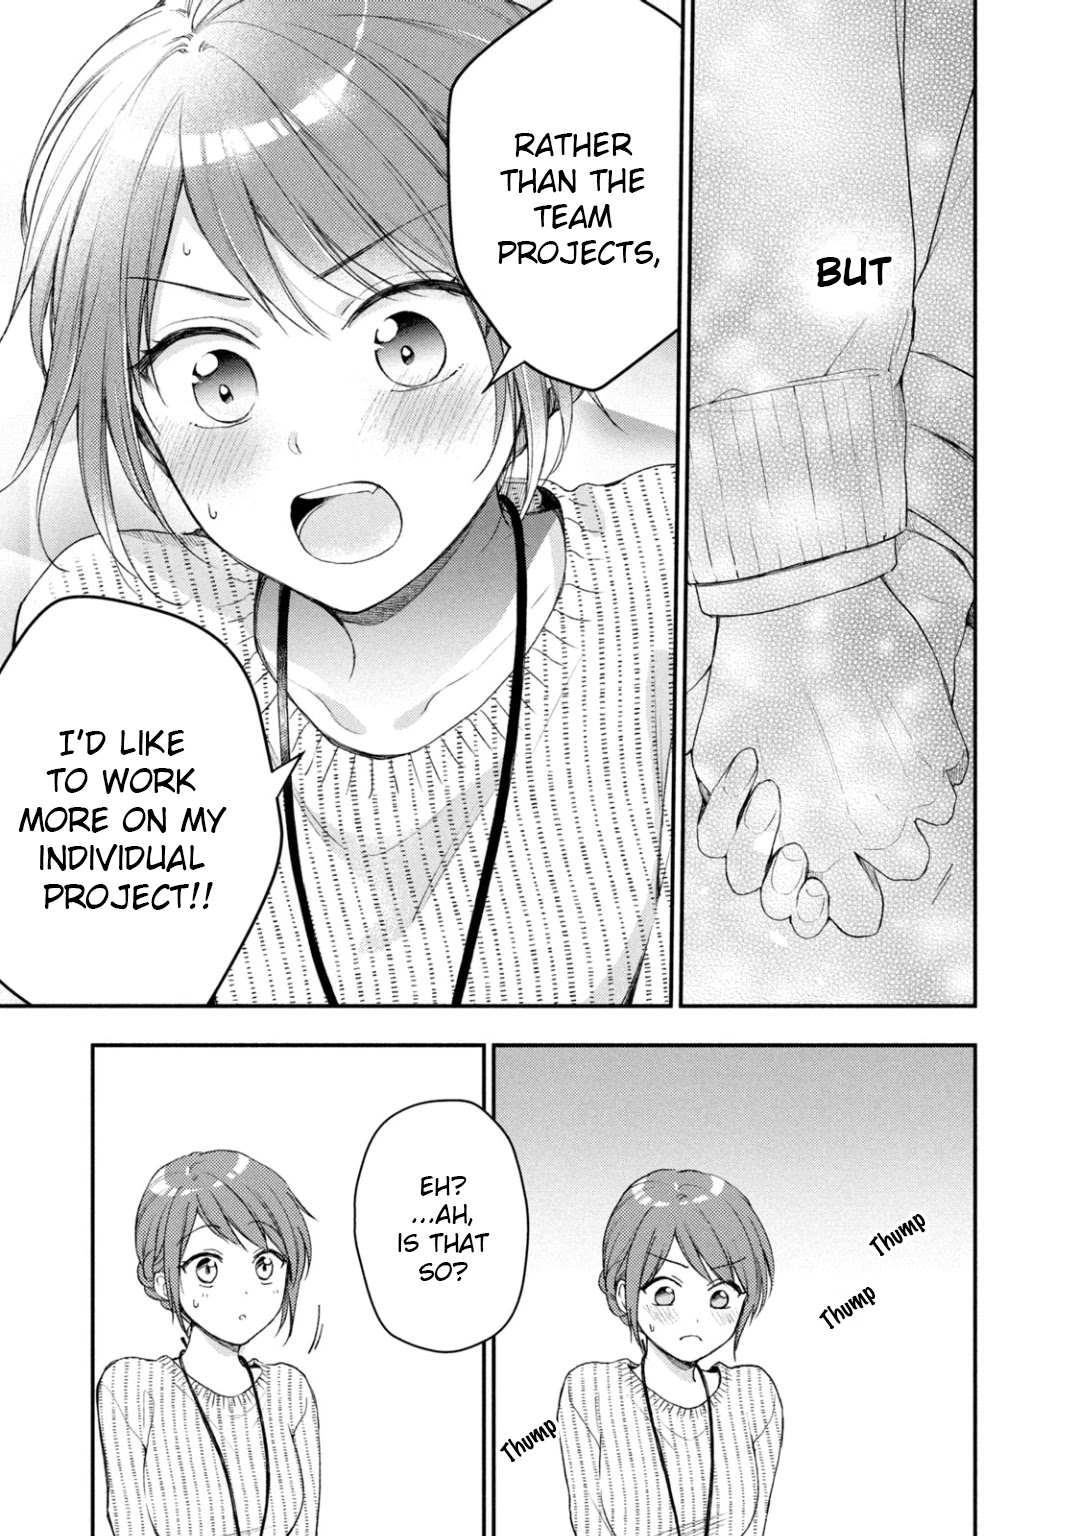 BUT
RATHER
THAN THE
TEAM
PROJECTS,
I'D LIKE
TO WORK
MORE ON MY
INDIVIDUAL
PROJECT!!
Thump
Thump
Thump
EH?
...AH,
IS THAT
SO?